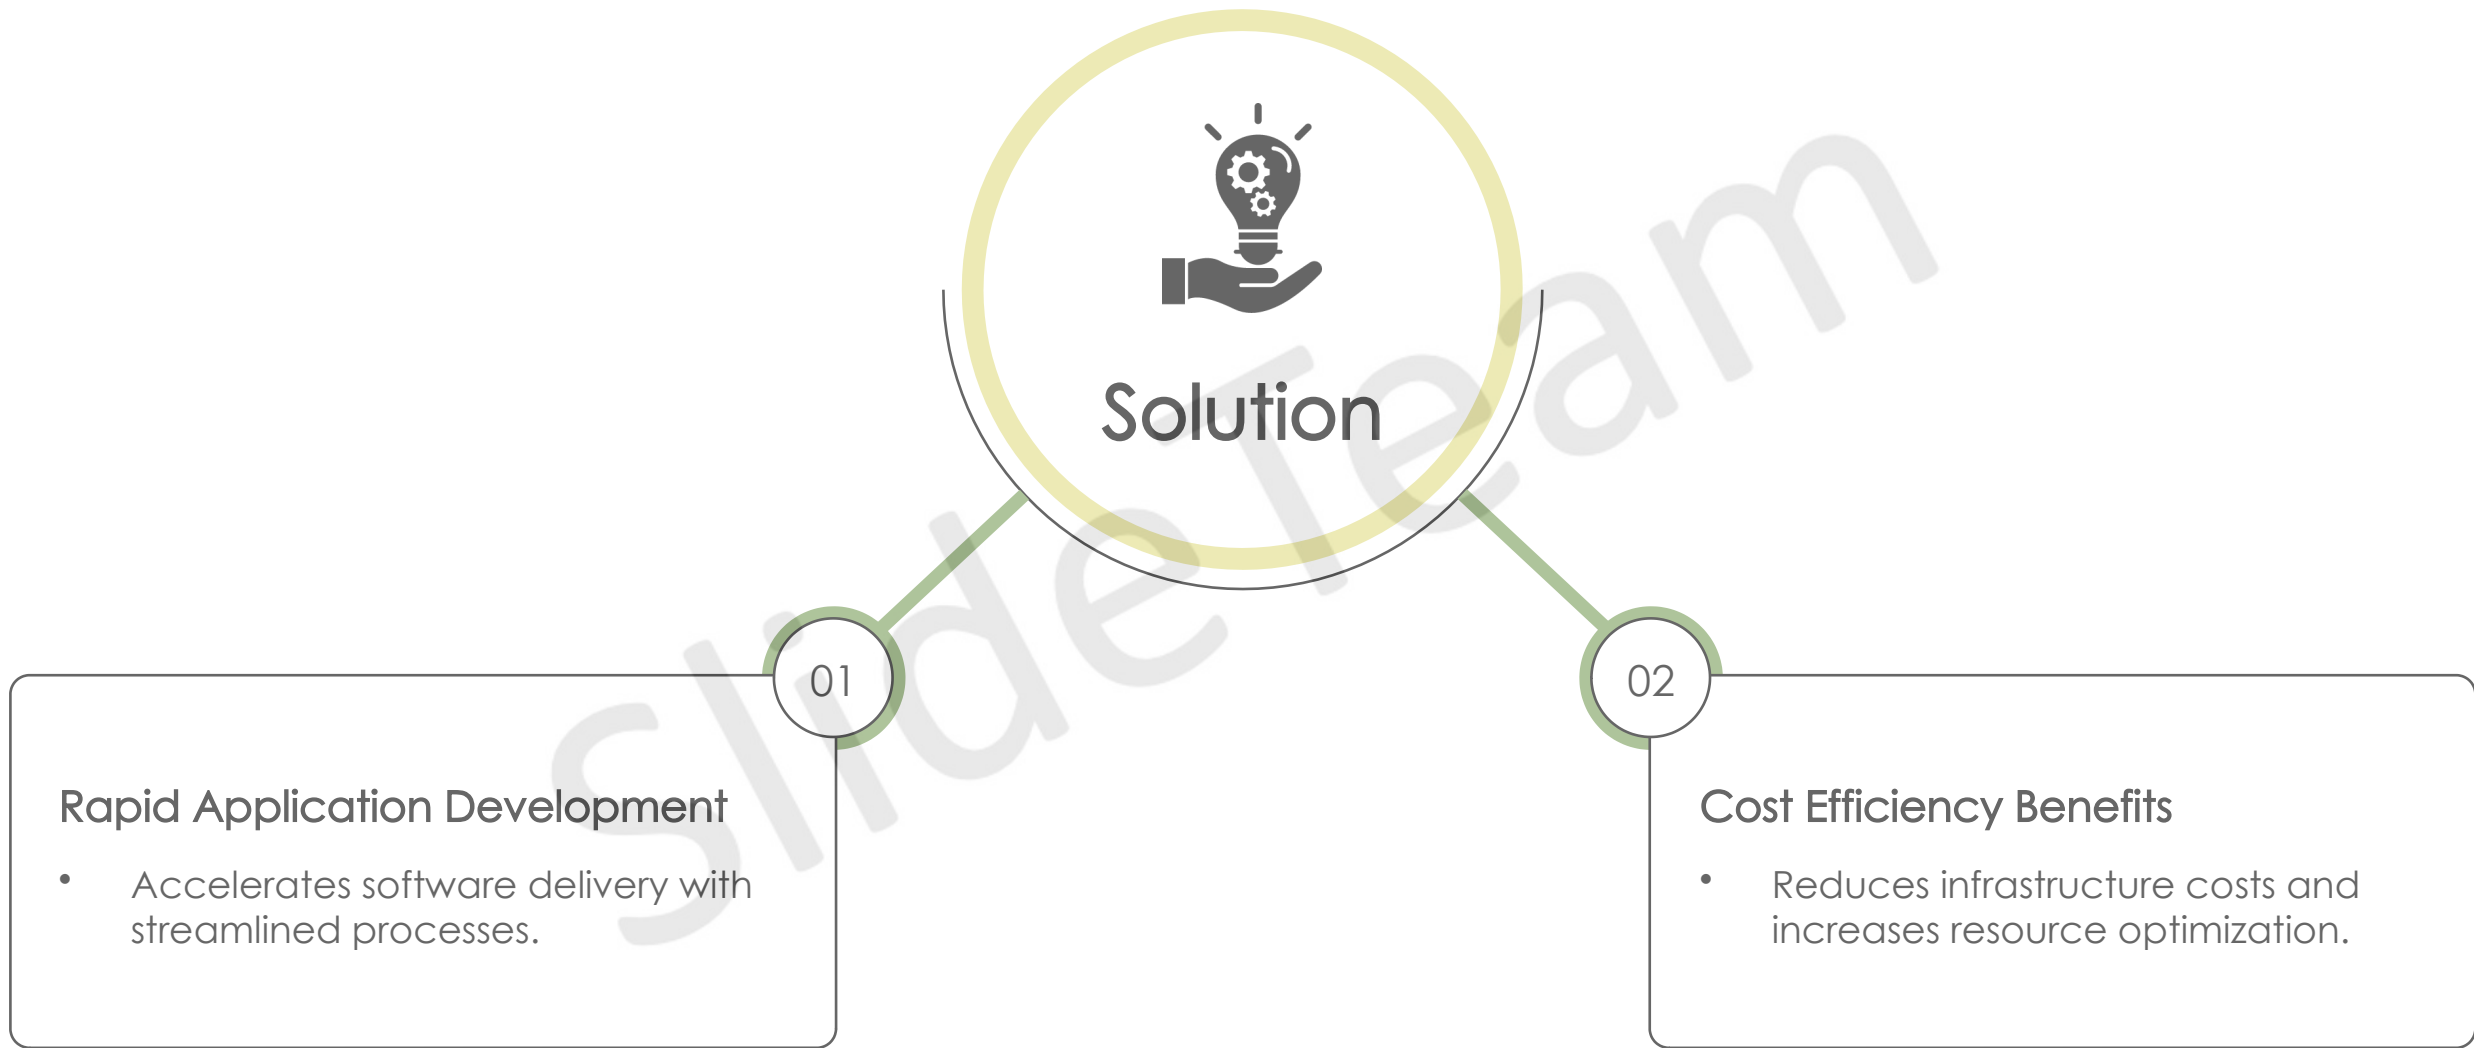 Solution
01
Rapid Application Development
• Accelerates software delivery with
streamlined processes.
02
Cost Efficiency Benefits
• Reduces infrastructure costs and
increases resource optimization.
SlideTeam